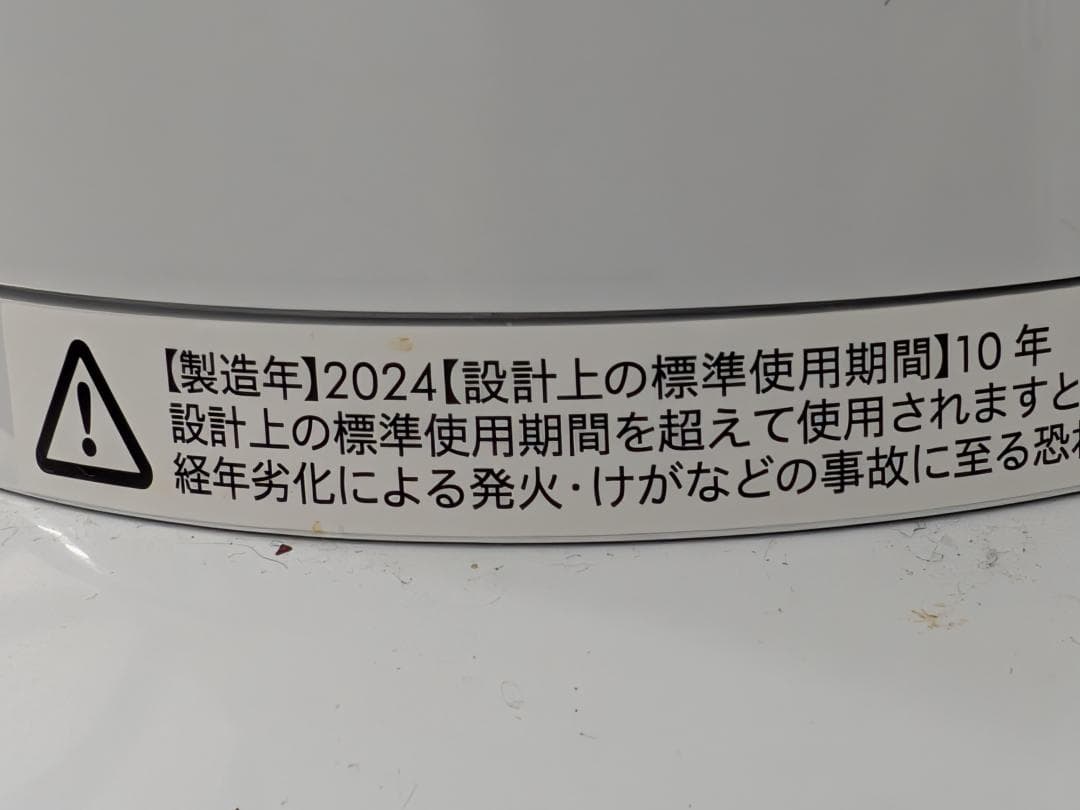 【製造年】2024【設計上の標準使用期間】10年
設計上の標準使用期間を超えて使用されますと
経年劣化による発火・けがなどの事故に至る恐